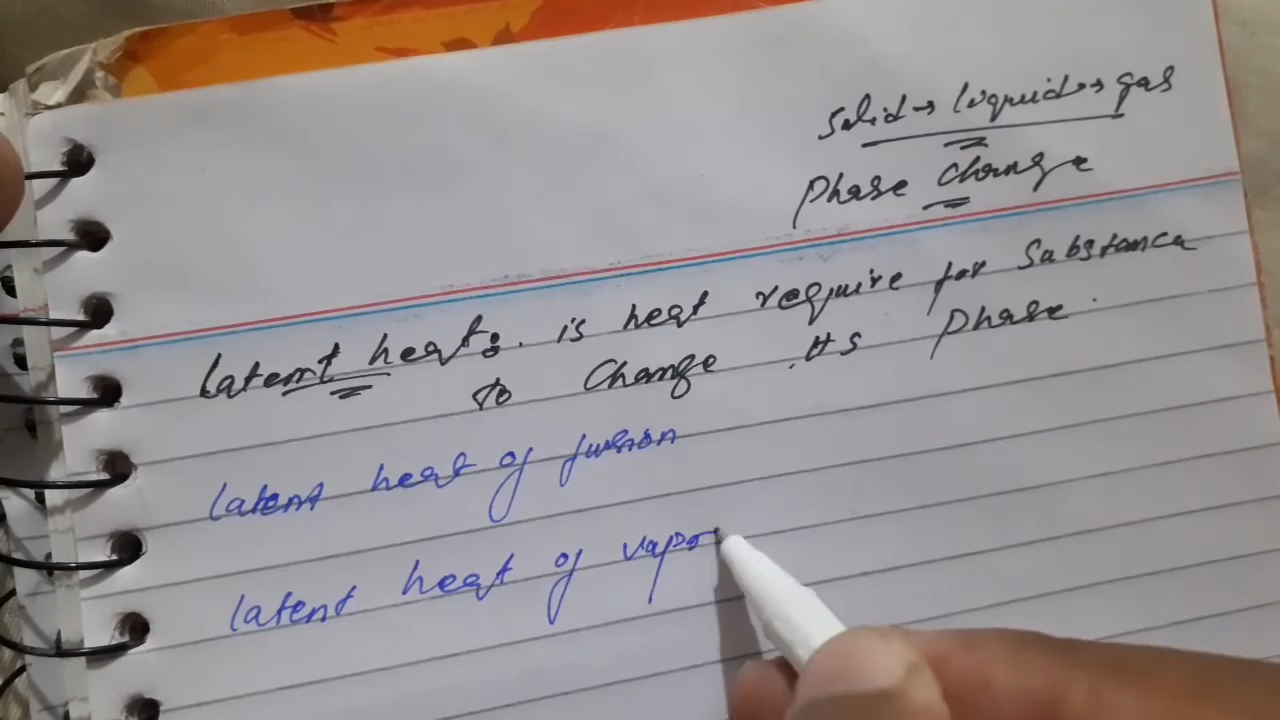 Solid → liquid → gas
Phase change
latent heat: is heat require for Substance
to Change its Phase.
latent heat of fusion
latent heat of vapor